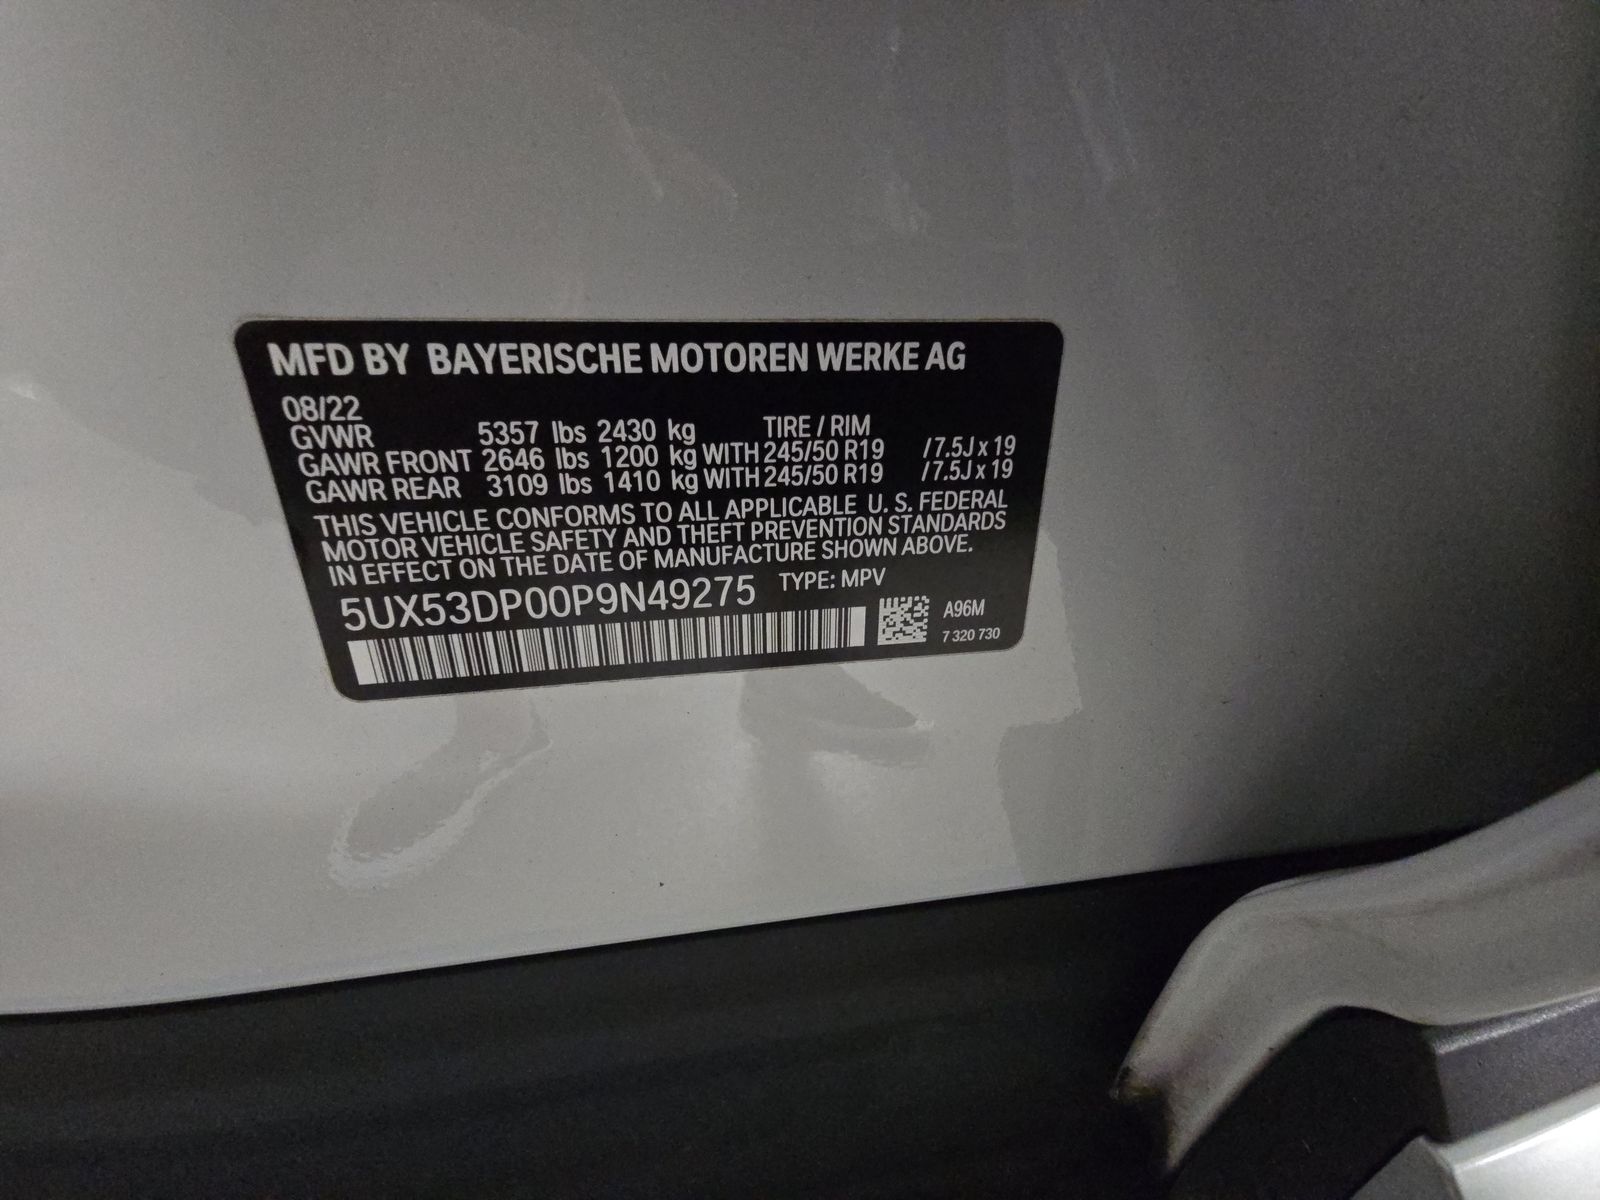 MFD BY BAYERISCHE MOTOREN WERKE AG
08/22
GVWR 5357 lbs 2430 kg TIRE / RIM
GAWR FRONT 2646 lbs 1200 kg WITH 245/50 R19 /7.5J x 19
GAWR REAR 3109 lbs 1410 kg WITH 245/50 R19 /7.5J x 19
THIS VEHICLE CONFORMS TO ALL APPLICABLE U. S. FEDERAL
MOTOR VEHICLE SAFETY AND THEFT PREVENTION STANDARDS
IN EFFECT ON THE DATE OF MANUFACTURE SHOWN ABOVE.
5UX53DP00P9N49275 TYPE: MPV
A96M
7 320 730